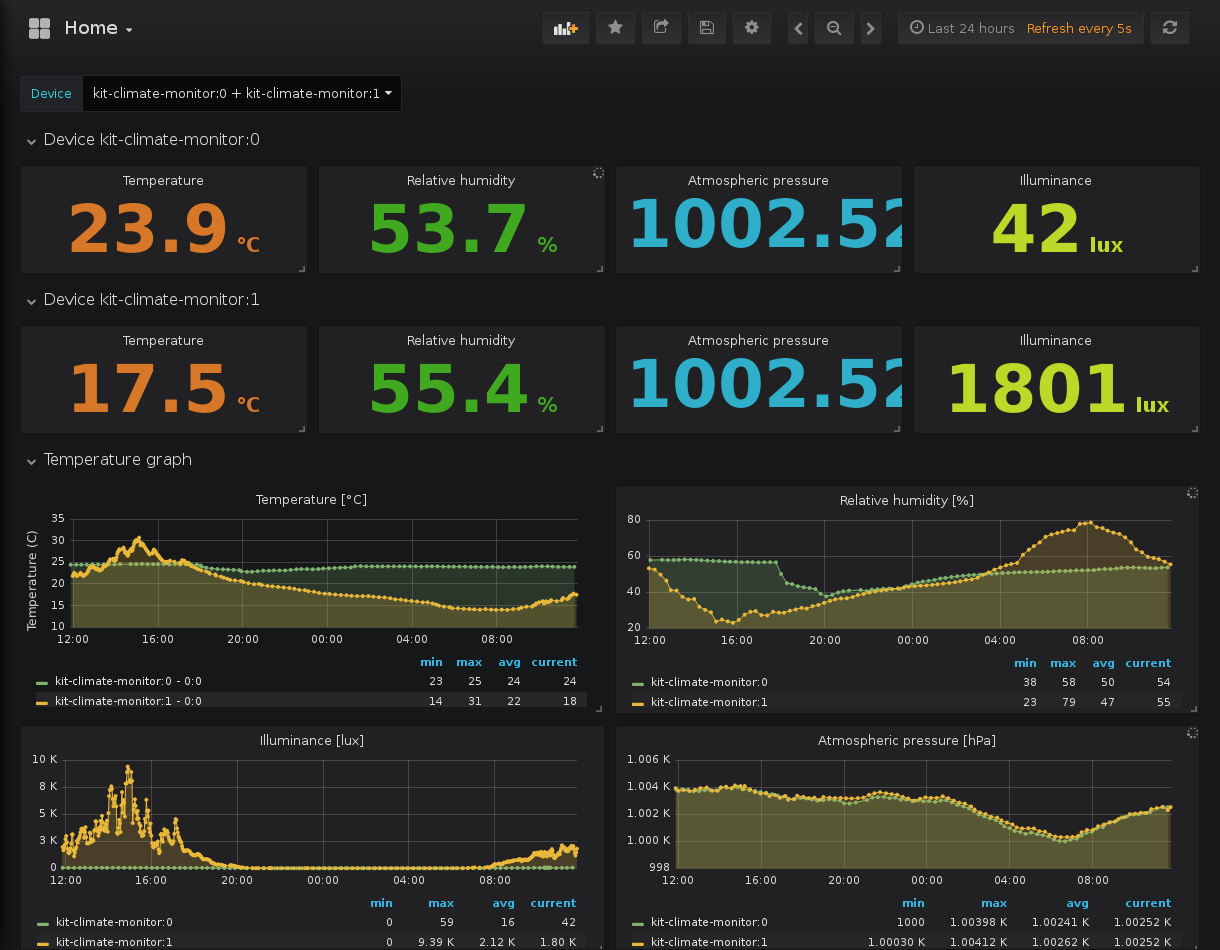 Home
Last 24 hours Refresh every 5s
Device kit-climate-monitor:0 + kit-climate-monitor:1
Device kit-climate-monitor:0
Temperature Relative humidity Atmospheric pressure Illuminance
23.9 °C 53.7 % 1002.52 42 lux
Device kit-climate-monitor:1
Temperature Relative humidity Atmospheric pressure Illuminance
17.5 °C 55.4 % 1002.52 1801 lux
Temperature graph
Temperature [°C]
Temperature (C)
35
30
25
20
15
10
12:00 16:00 20:00 00:00 04:00 08:00
min max avg current
kit-climate-monitor:0 - 0:0 23 25 24 24
kit-climate-monitor:1 - 0:0 14 31 22 18
Relative humidity [%]
80
60
40
20
12:00 16:00 20:00 00:00 04:00 08:00
min max avg current
kit-climate-monitor:0 38 58 50 54
kit-climate-monitor:1 23 79 47 55
Illuminance [lux]
10 K
8 K
5 K
3 K
0
12:00 16:00 20:00 00:00 04:00 08:00
min max avg current
kit-climate-monitor:0 0 59 16 42
kit-climate-monitor:1 0 9.39 K 2.12 K 1.80 K
Atmospheric pressure [hPa]
1.006 K
1.004 K
1.002 K
1.000 K
998
12:00 16:00 20:00 00:00 04:00 08:00
min max avg current
kit-climate-monitor:0 1000 1.00398 K 1.00241 K 1.00252 K
kit-climate-monitor:1 1.00030 K 1.00412 K 1.00262 K 1.00252 K